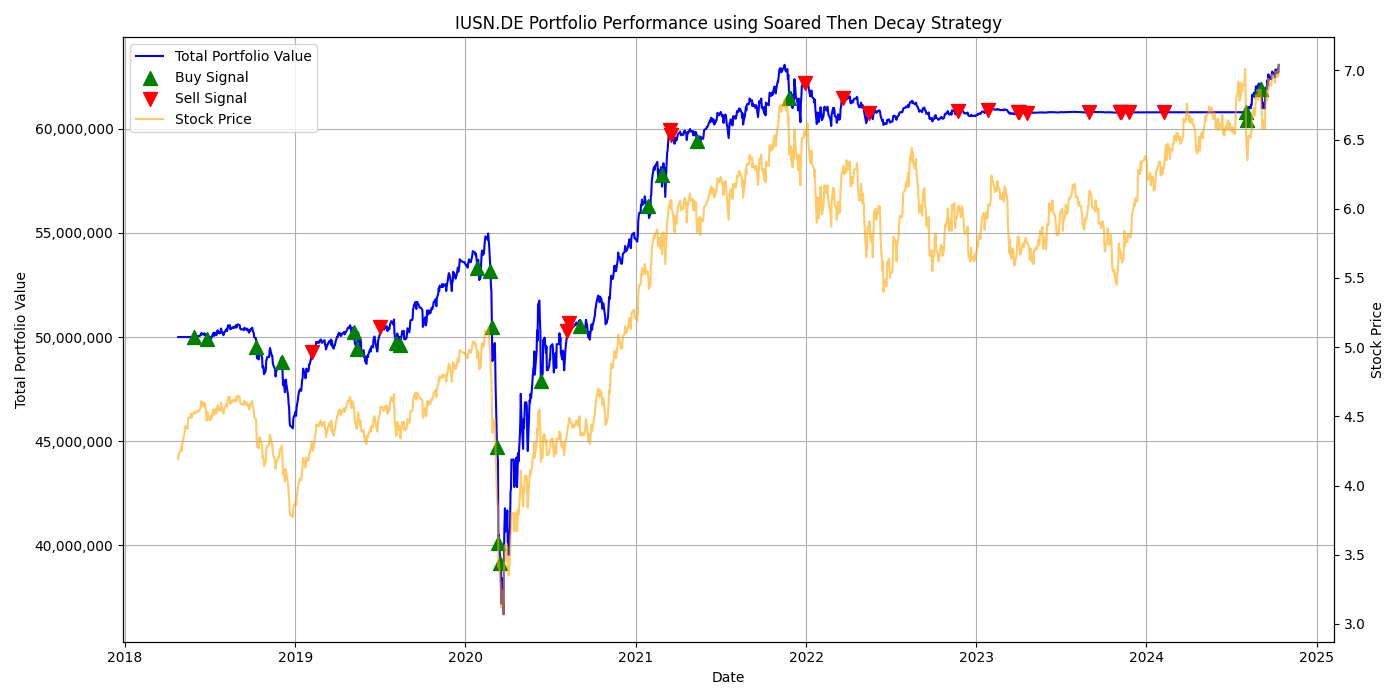 IUSN.DE Portfolio Performance using Soared Then Decay Strategy
Total Portfolio Value
Buy Signal
Sell Signal
Stock Price
60,000,000
55,000,000
50,000,000
45,000,000
40,000,000
Total Portfolio Value
7.0
6.5
6.0
5.5
5.0
4.5
4.0
3.5
3.0
Stock Price
2018 2019 2020 2021 2022 2023 2024 2025
Date